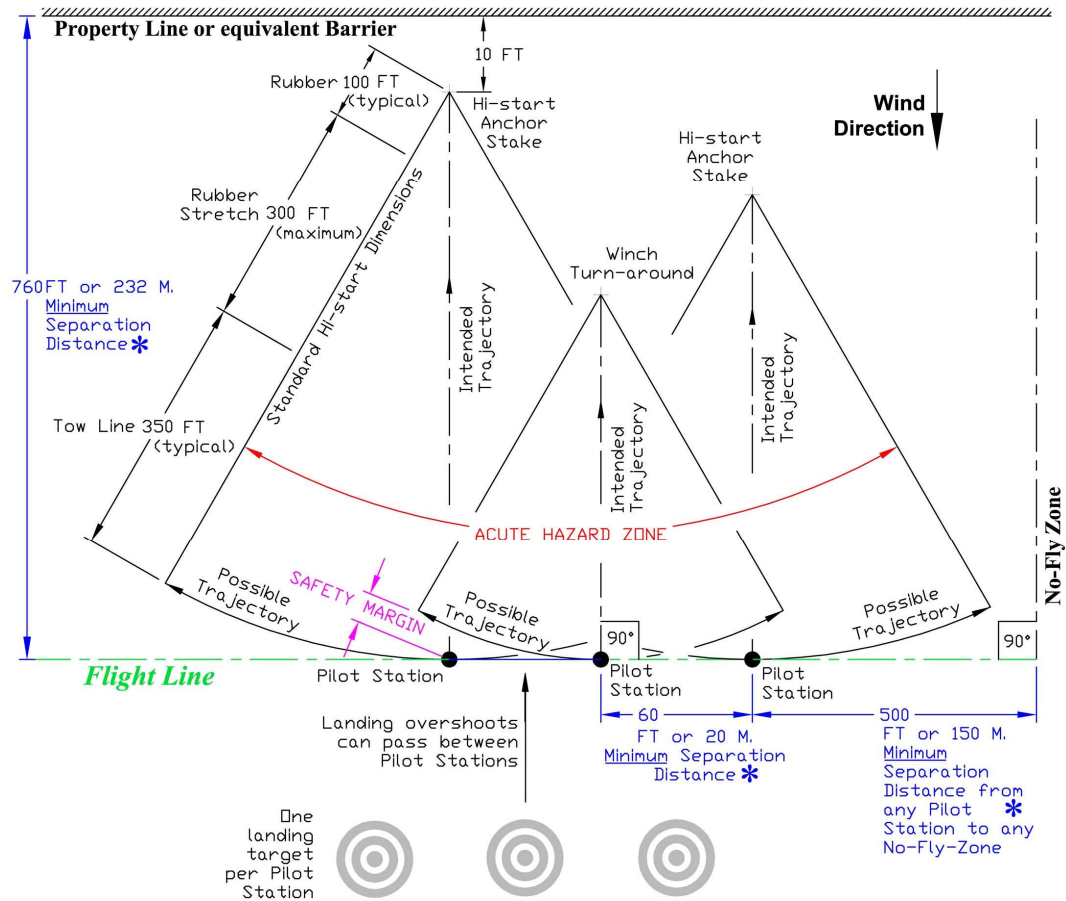 Property Line or equivalent Barrier
10 FT
Rubber 100 FT
(typical)
Hi-start
Anchor
Stake
Wind
Direction
Hi-start
Anchor
Stake
Rubber
Stretch 300 FT
(maximum)
Standard Hi-start Dimensions
Winch
Turn-around
760FT or 232 M.
Minimum
Separation
Distance *
Intended
Trajectory
Intended
Trajectory
Intended
Trajectory
Tow Line 350 FT
(typical)
ACUTE HAZARD ZONE
No-Fly Zone
SAFETY MARGIN
Possible
Trajectory
Possible
Trajectory
Possible
Trajectory
90°
90°
Flight Line
Pilot Station
Pilot
Station
Pilot
Station
60
FT or 20 M.
Minimum Separation
Distance *
500
FT or 150 M.
Minimum
Separation
Distance from
any Pilot *
Station to any
No-Fly-Zone
Landing overshoots
can pass between
Pilot Stations
One
landing
target
per Pilot
Station